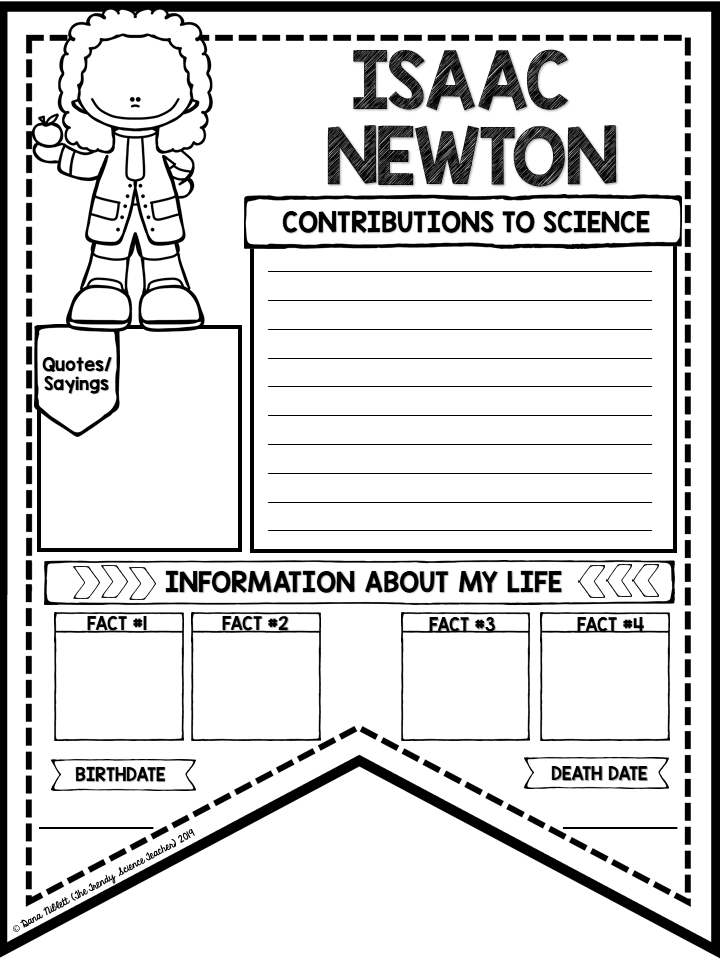 ISAAC
NEWTON
CONTRIBUTIONS TO SCIENCE
Quotes/
Sayings
INFORMATION ABOUT MY LIFE
FACT #1
FACT #2
FACT #3
FACT #4
BIRTHDATE
DEATH DATE
© Dana Niblett (The Trendy Science Teacher) 2019